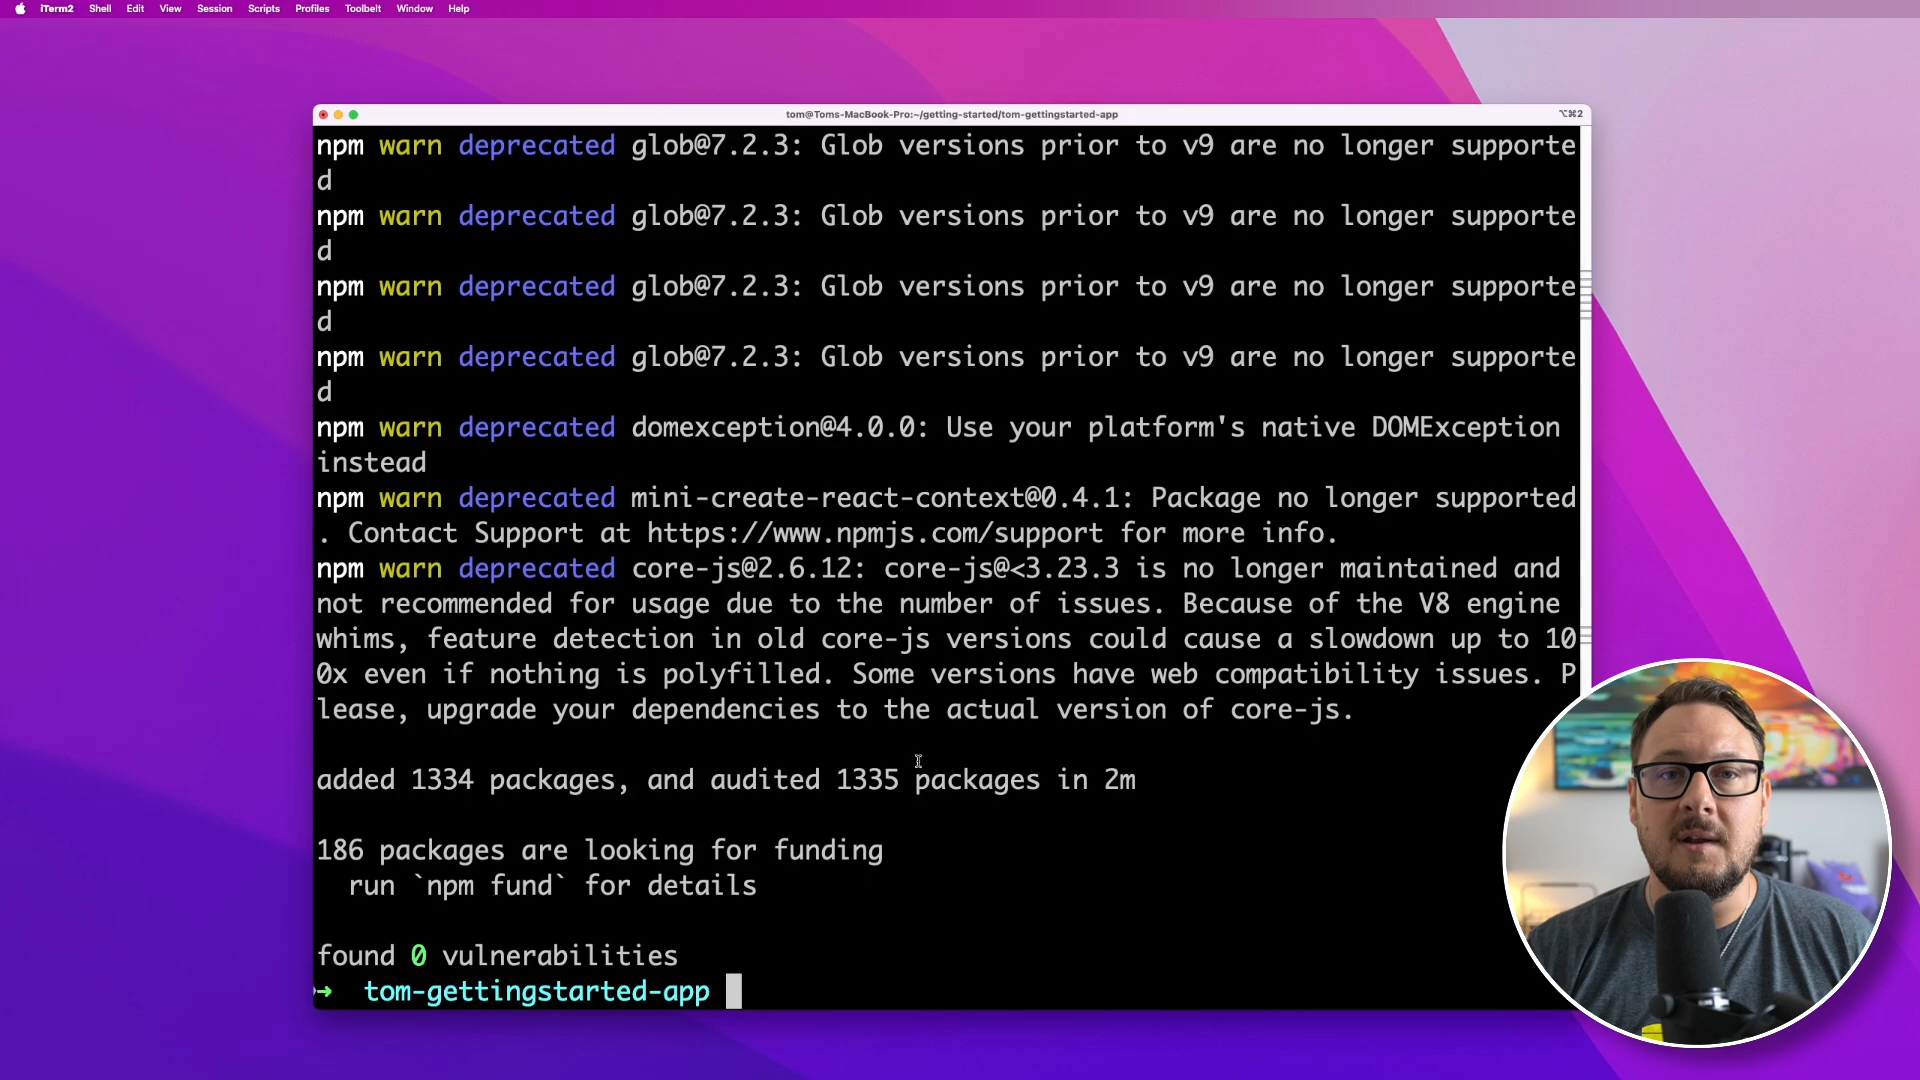 iTerm2 Shell Edit View Session Scripts Profiles Toolbelt Window Help
tom@Toms-MacBook-Pro:~/getting-started/tom-gettingstarted-app ⌥⌘2
npm warn deprecated glob@7.2.3: Glob versions prior to v9 are no longer supporte
d
npm warn deprecated glob@7.2.3: Glob versions prior to v9 are no longer supporte
d
npm warn deprecated glob@7.2.3: Glob versions prior to v9 are no longer supporte
d
npm warn deprecated glob@7.2.3: Glob versions prior to v9 are no longer supporte
d
npm warn deprecated domexception@4.0.0: Use your platform's native DOMException
instead
npm warn deprecated mini-create-react-context@0.4.1: Package no longer supported
. Contact Support at https://www.npmjs.com/support for more info.
npm warn deprecated core-js@2.6.12: core-js@<3.23.3 is no longer maintained and
not recommended for usage due to the number of issues. Because of the V8 engine
whims, feature detection in old core-js versions could cause a slowdown up to 10
0x even if nothing is polyfilled. Some versions have web compatibility issues. P
lease, upgrade your dependencies to the actual version of core-js.
added 1334 packages, and audited 1335 packages in 2m
186 packages are looking for funding
run `npm fund` for details
found 0 vulnerabilities
➜ tom-gettingstarted-app